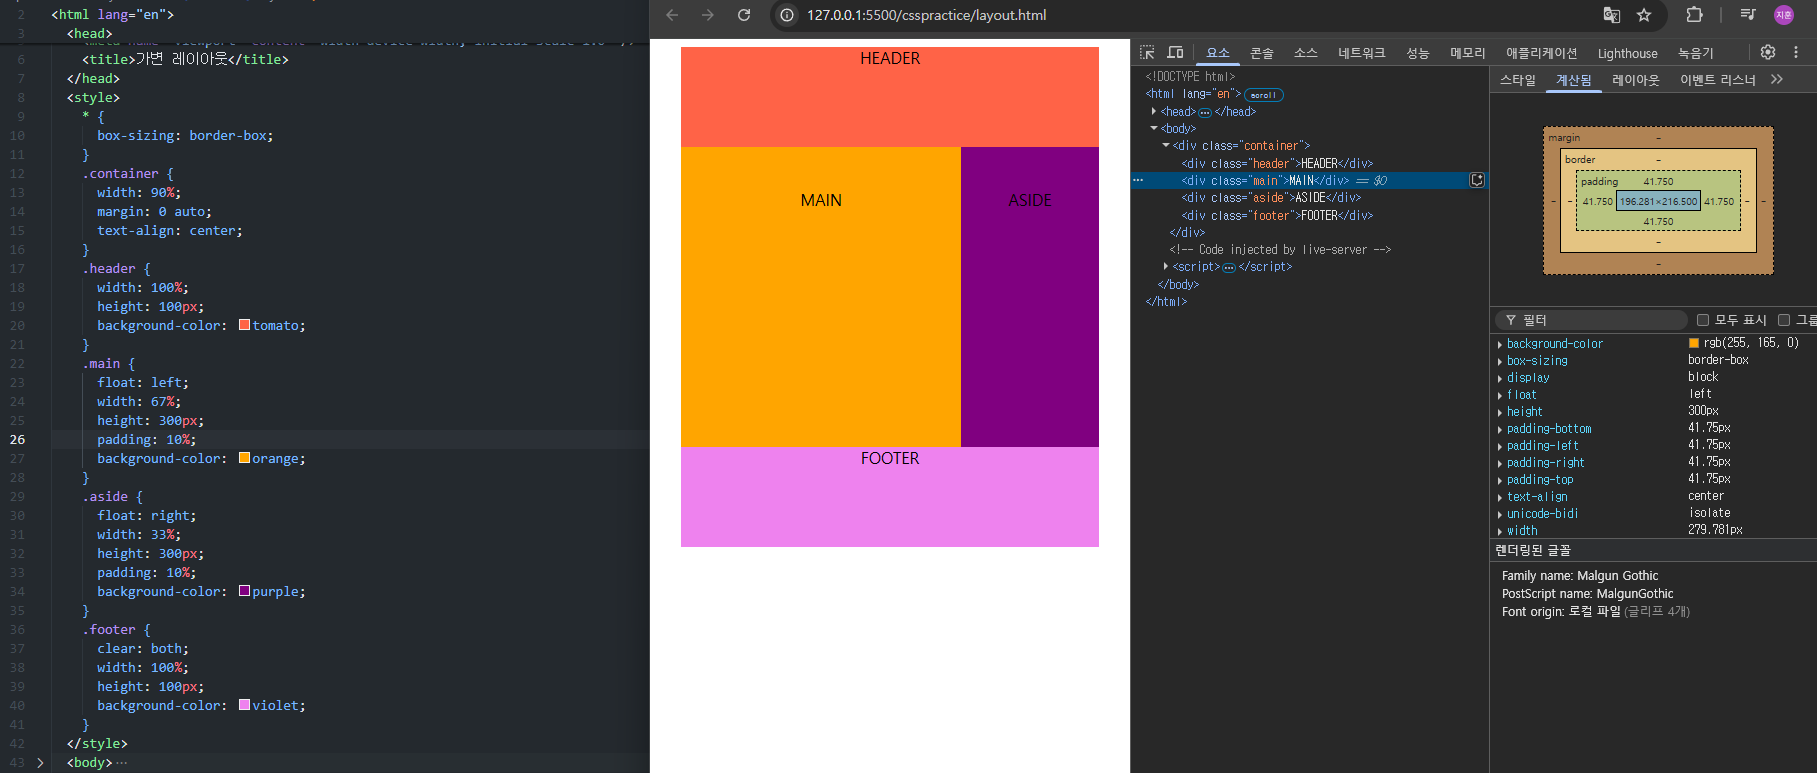 2 <html lang="en">
3 <head>
6 <title>가변 레이아웃</title>
7 </head>
8 <style>
9 * {
10 box-sizing: border-box;
11 }
12 .container {
13 width: 90%;
14 margin: 0 auto;
15 text-align: center;
16 }
17 .header {
18 width: 100%;
19 height: 100px;
20 background-color: tomato;
21 }
22 .main {
23 float: left;
24 width: 67%;
25 height: 300px;
26 padding: 10%;
27 background-color: orange;
28 }
29 .aside {
30 float: right;
31 width: 33%;
32 height: 300px;
33 padding: 10%;
34 background-color: purple;
35 }
36 .footer {
37 clear: both;
38 width: 100%;
39 height: 100px;
40 background-color: violet;
41 }
42 </style>
43 <body>…
127.0.0.1:5500/csspractice/layout.html
지훈
HEADER
MAIN
ASIDE
FOOTER
요소 콘솔 소스 네트워크 성능 메모리 애플리케이션 Lighthouse 녹음기
<!DOCTYPE html>
<html lang="en"> scroll
<head> … </head>
<body>
<div class="container">
<div class="header">HEADER</div>
… <div class="main">MAIN</div> == $0
<div class="aside">ASIDE</div>
<div class="footer">FOOTER</div>
</div>
<!-- Code injected by live-server -->
<script> … </script>
</body>
</html>
스타일 계산됨 레이아웃 이벤트 리스너
margin –
border –
padding 41.750
– – 41.750 196.281×216.500 41.750 – –
41.750
–
–
필터 모두 표시 그룹
background-color rgb(255, 165, 0)
box-sizing border-box
display block
float left
height 300px
padding-bottom 41.75px
padding-left 41.75px
padding-right 41.75px
padding-top 41.75px
text-align center
unicode-bidi isolate
width 279.781px
렌더링된 글꼴
Family name: Malgun Gothic
PostScript name: MalgunGothic
Font origin: 로컬 파일 (글리프 4개)